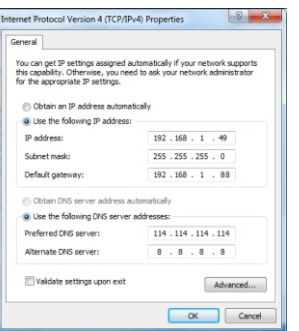 Internet Protocol Version 4 (TCP/IPv4) Properties
General
You can get IP settings assigned automatically if your network supports
this capability. Otherwise, you need to ask your network administrator
for the appropriate IP settings.
Obtain an IP address automatically
Use the following IP address:
IP address: 192 . 168 . 1 . 49
Subnet mask: 255 . 255 . 255 . 0
Default gateway: 192 . 168 . 1 . 88
Obtain DNS server address automatically
Use the following DNS server addresses:
Preferred DNS server: 114 . 114 . 114 . 114
Alternate DNS server: 8 . 8 . 8 . 8
Validate settings upon exit
Advanced...
OK Cancel